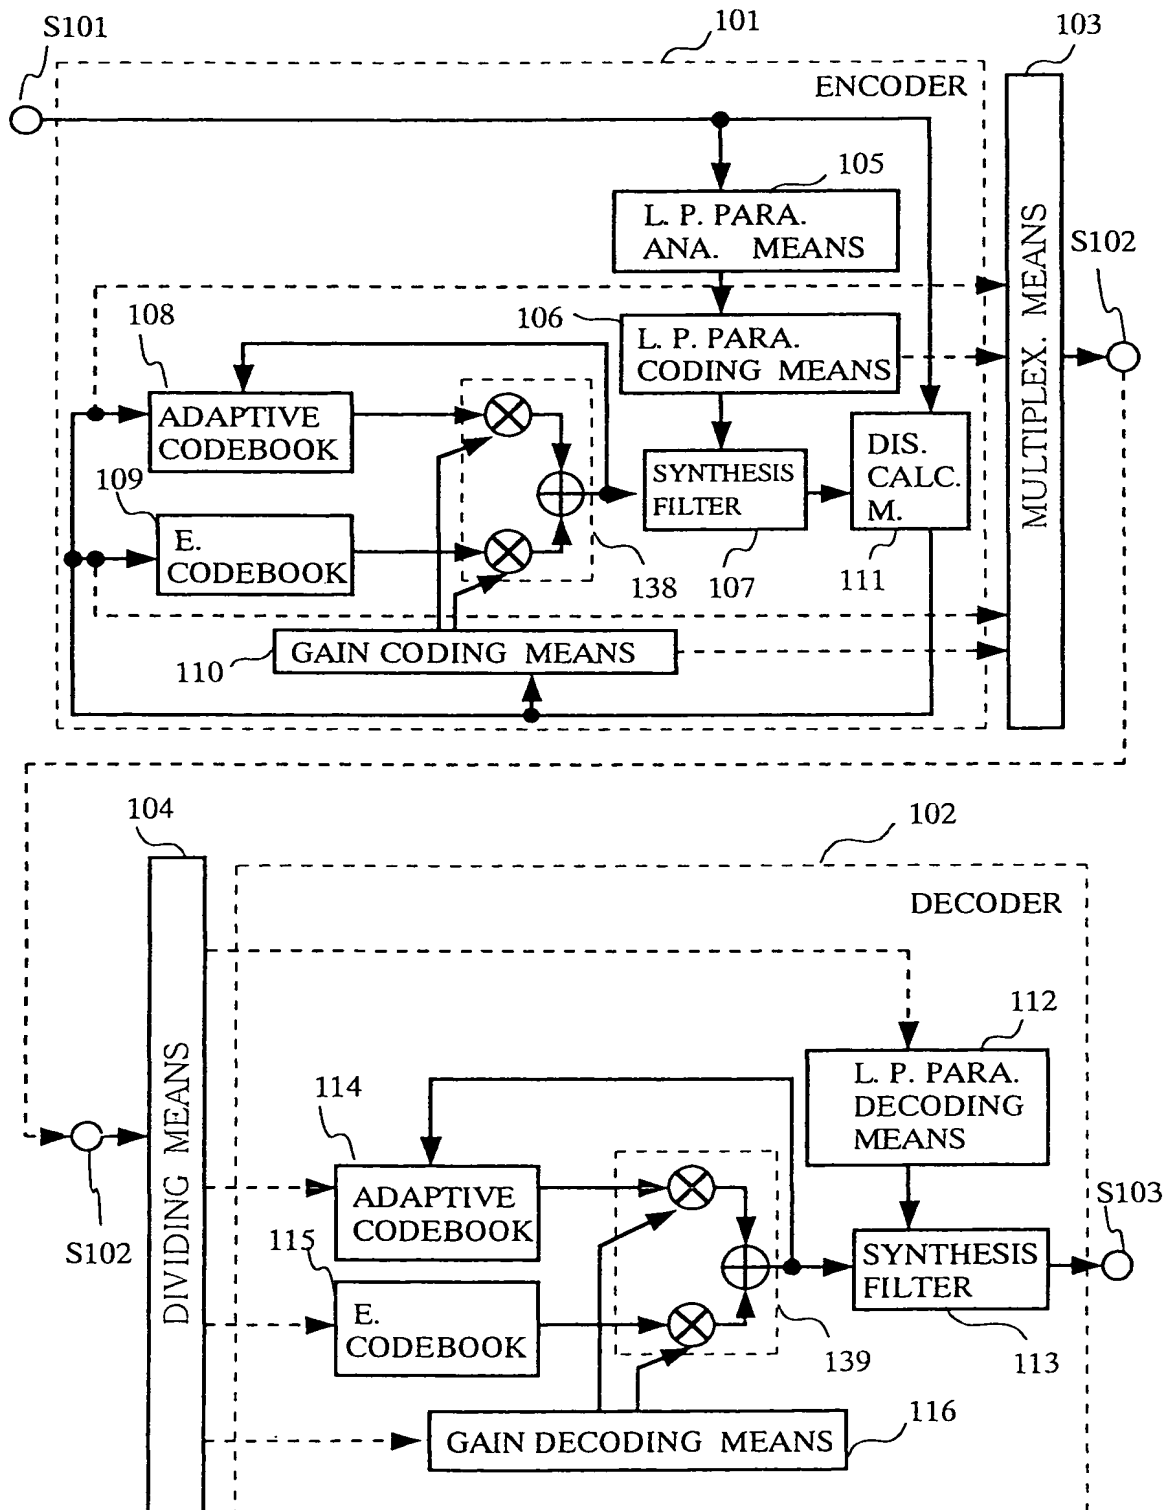 S101
101
103
ENCODER
105
L. P. PARA.
ANA. MEANS
MULTIPLEX. MEANS
S102
108
106
L. P. PARA.
CODING MEANS
ADAPTIVE
CODEBOOK
DIS.
CALC.
M.
SYNTHESIS
FILTER
109
E.
CODEBOOK
138
107
111
110
GAIN CODING MEANS
104
102
DECODER
112
L. P. PARA.
DECODING
MEANS
114
DIVIDING MEANS
ADAPTIVE
CODEBOOK
S103
S102
115
SYNTHESIS
FILTER
E.
CODEBOOK
139
113
116
GAIN DECODING MEANS